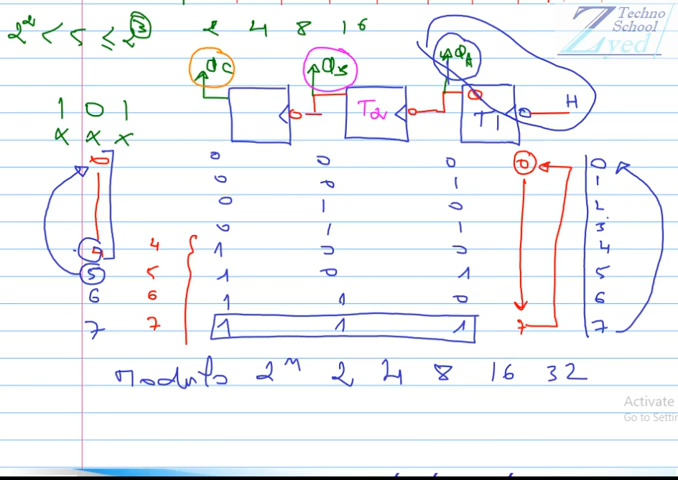 2² < 5 ≤ 2³ 2 4 8 16
Techno
School
Zyed
QC QB QA
T2 T1 H
1 0 1
x x x
0 0 0 0 0 0
0 0 1 1
0 1 0 2
0 1 1 3
4 4 1 0 0 4
5 5 1 0 1 5
6 6 1 1 0 6
7 7 1 1 1 7 7
modulo 2ⁿ 2 4 8 16 32
Activate
Go to Settin